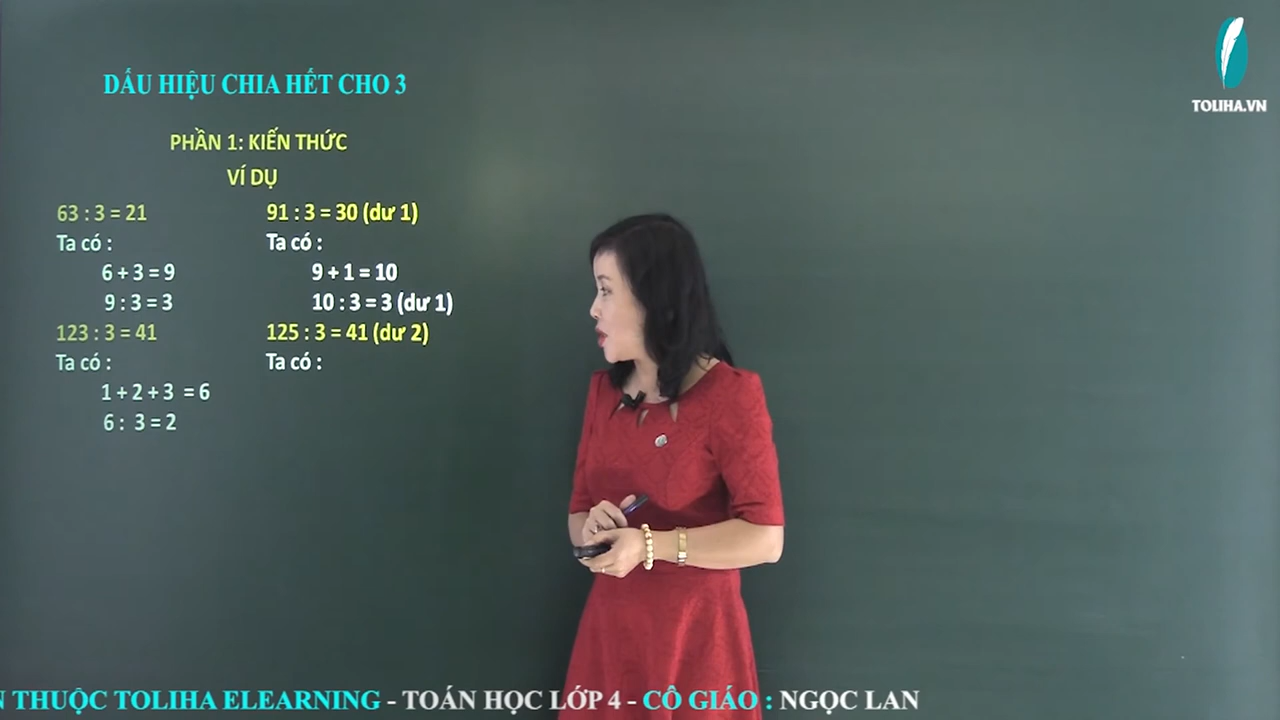 TOLIHA.VN
DẤU HIỆU CHIA HẾT CHO 3
PHẦN 1: KIẾN THỨC
VÍ DỤ
63 : 3 = 21
Ta có :
6 + 3 = 9
9 : 3 = 3
123 : 3 = 41
Ta có :
1 + 2 + 3 = 6
6 : 3 = 2
91 : 3 = 30 (dư 1)
Ta có :
9 + 1 = 10
10 : 3 = 3 (dư 1)
125 : 3 = 41 (dư 2)
Ta có :
THUỘC TOLIHA ELEARNING - TOÁN HỌC LỚP 4 - CÔ GIÁO : NGỌC LAN